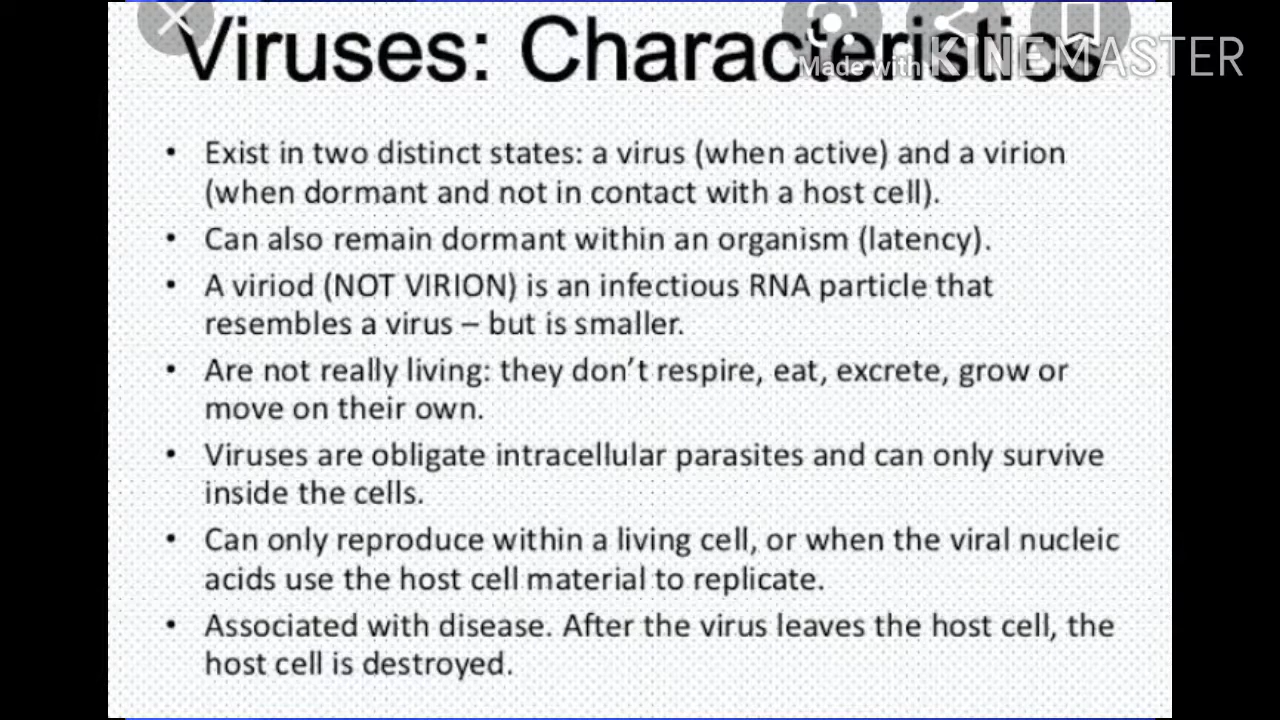 Viruses: Characteristics
Made with KINEMASTER
• Exist in two distinct states: a virus (when active) and a virion
(when dormant and not in contact with a host cell).
• Can also remain dormant within an organism (latency).
• A viriod (NOT VIRION) is an infectious RNA particle that
resembles a virus – but is smaller.
• Are not really living: they don’t respire, eat, excrete, grow or
move on their own.
• Viruses are obligate intracellular parasites and can only survive
inside the cells.
• Can only reproduce within a living cell, or when the viral nucleic
acids use the host cell material to replicate.
• Associated with disease. After the virus leaves the host cell, the
host cell is destroyed.